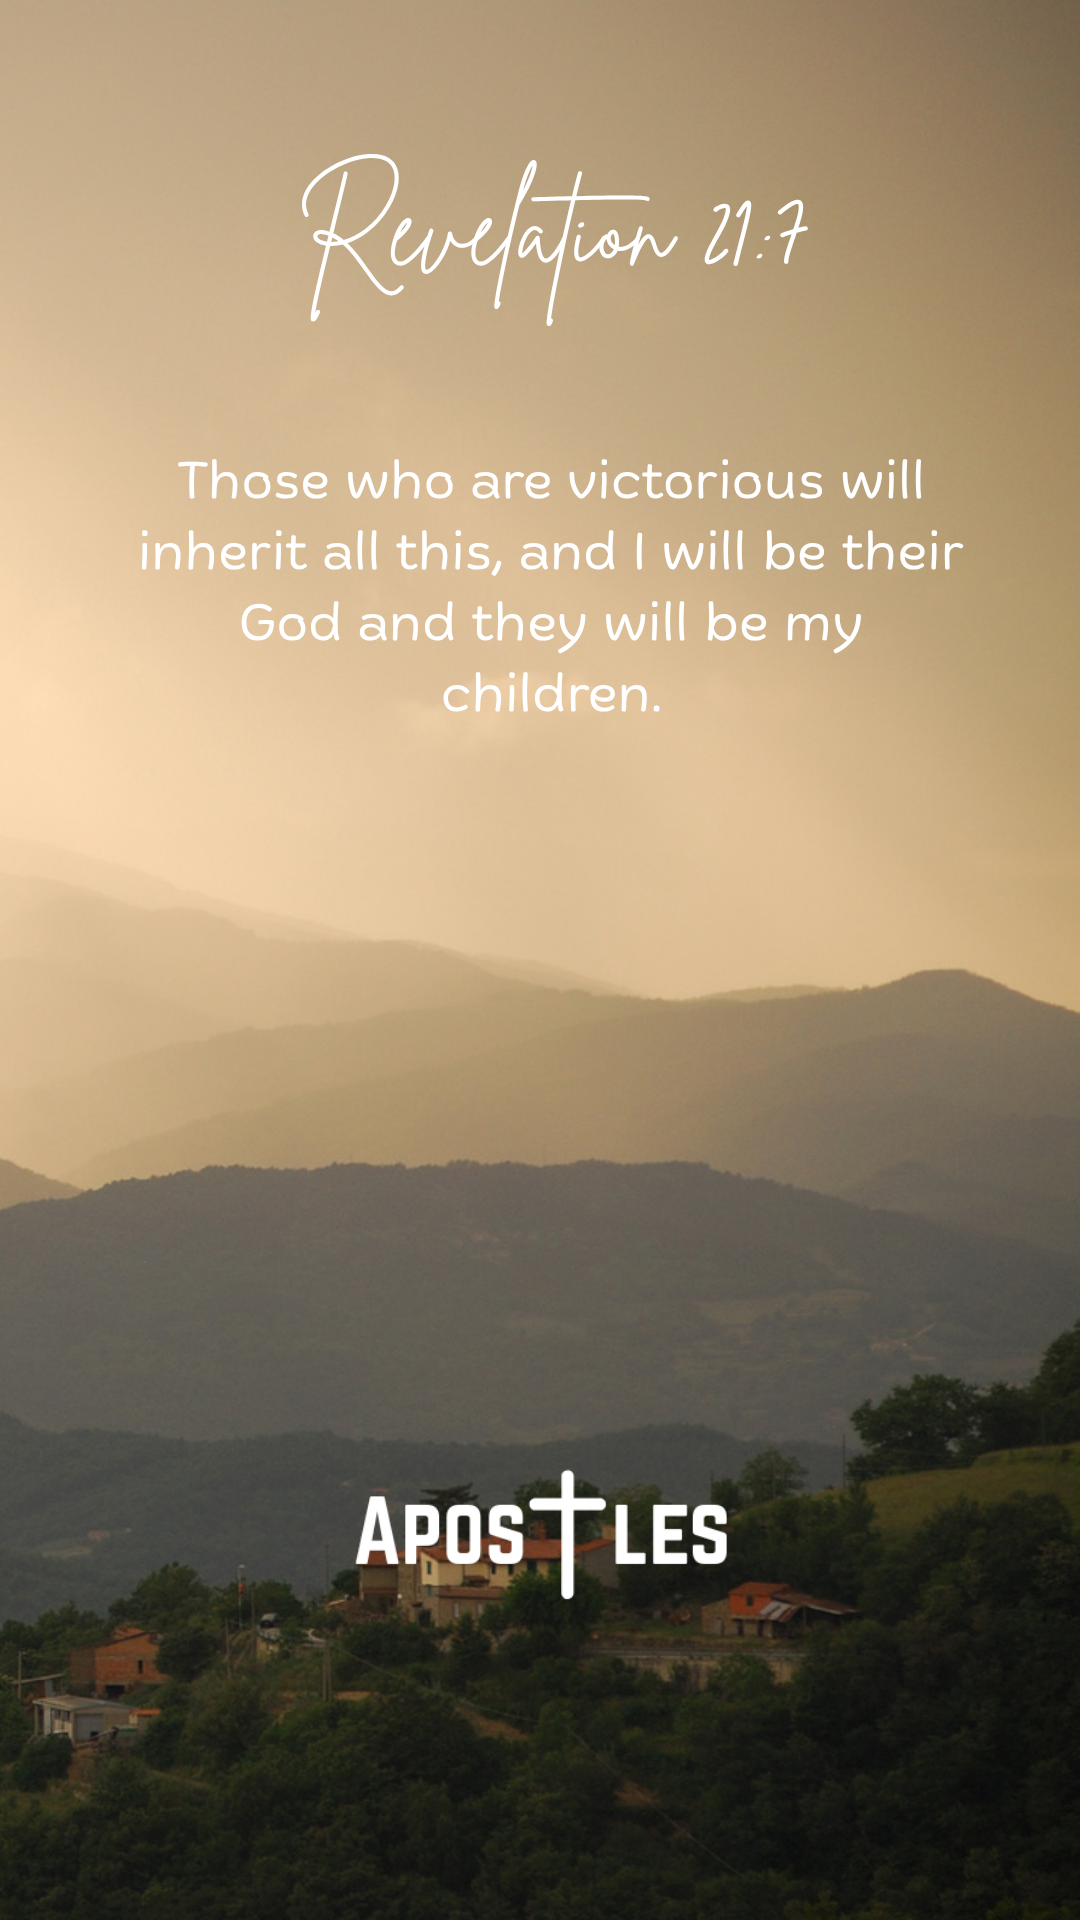 Revelation 21:7
Those who are victorious will
inherit all this, and I will be their
God and they will be my
children.
APOSTLES